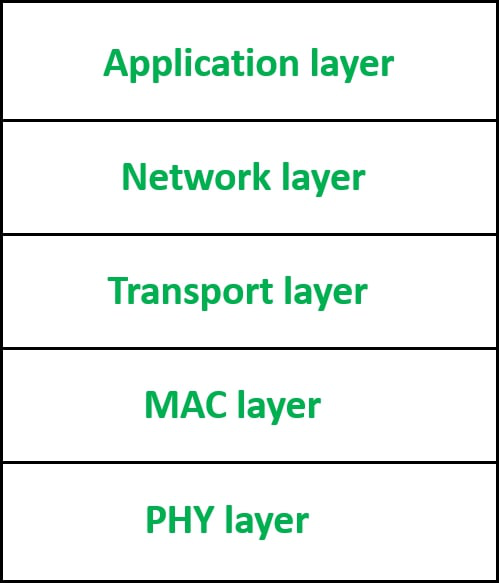 Application layer
Network layer
Transport layer
MAC layer
PHY layer